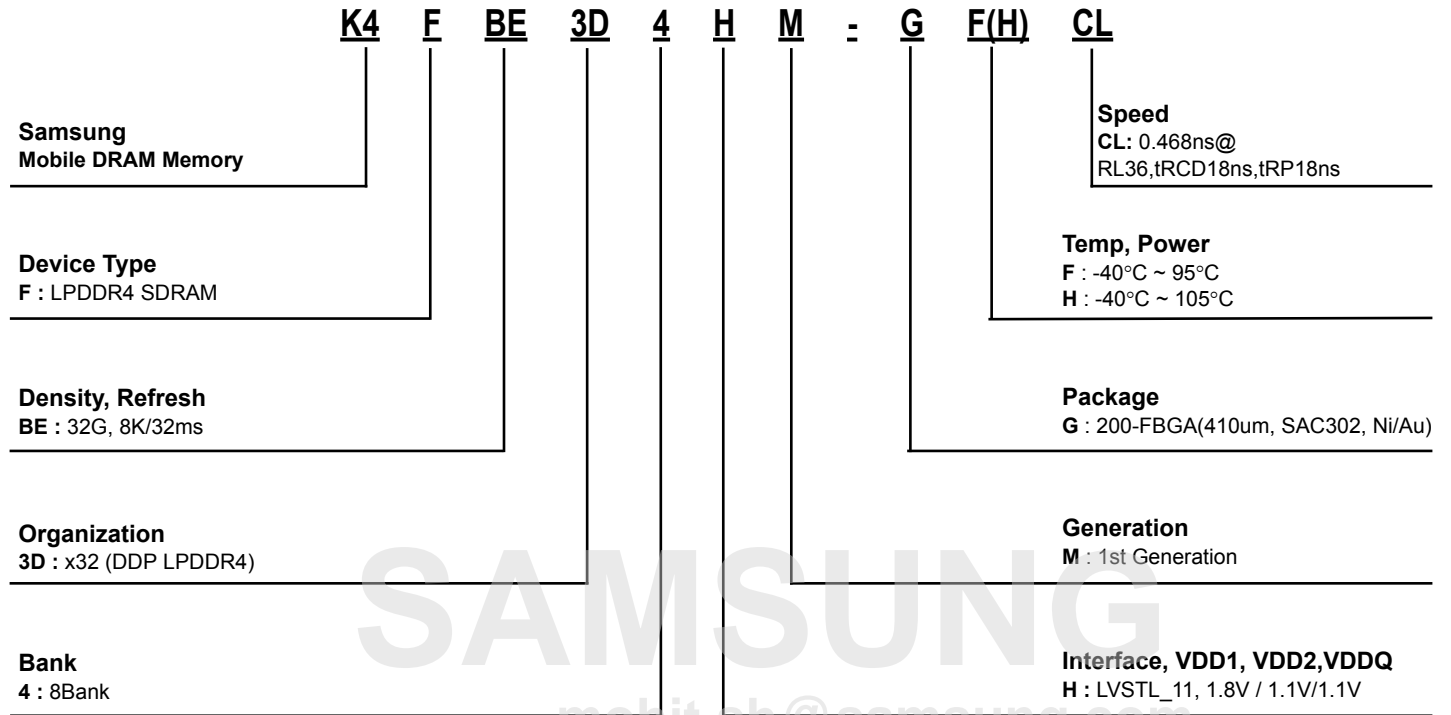 K4 F BE 3D 4 H M - G F(H) CL
Samsung
Mobile DRAM Memory
Speed
CL: 0.468ns@
RL36,tRCD18ns,tRP18ns
Device Type
F : LPDDR4 SDRAM
Temp, Power
F : -40°C ~ 95°C
H : -40°C ~ 105°C
Density, Refresh
BE : 32G, 8K/32ms
Package
G : 200-FBGA(410um, SAC302, Ni/Au)
Organization
3D : x32 (DDP LPDDR4)
Generation
M : 1st Generation
SAMSUNG
Bank
4 : 8Bank
Interface, VDD1, VDD2,VDDQ
H : LVSTL_11, 1.8V / 1.1V/1.1V